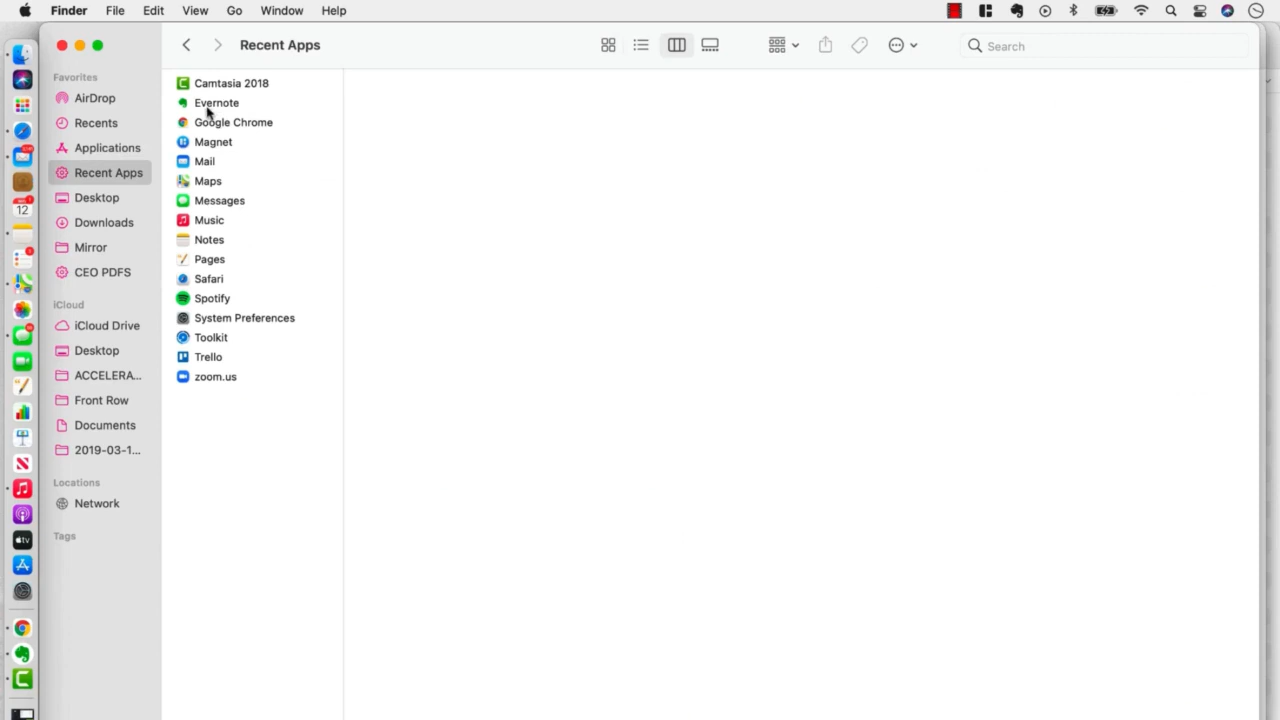 Finder File Edit View Go Window Help
Recent Apps
Search
Favorites
AirDrop
Recents
Applications
Recent Apps
Desktop
Downloads
Mirror
CEO PDFS
iCloud
iCloud Drive
Desktop
ACCELERA...
Front Row
Documents
2019-03-1...
Locations
Network
Tags
Camtasia 2018
Evernote
Google Chrome
Magnet
Mail
Maps
Messages
Music
Notes
Pages
Safari
Spotify
System Preferences
Toolkit
Trello
zoom.us
12
tv